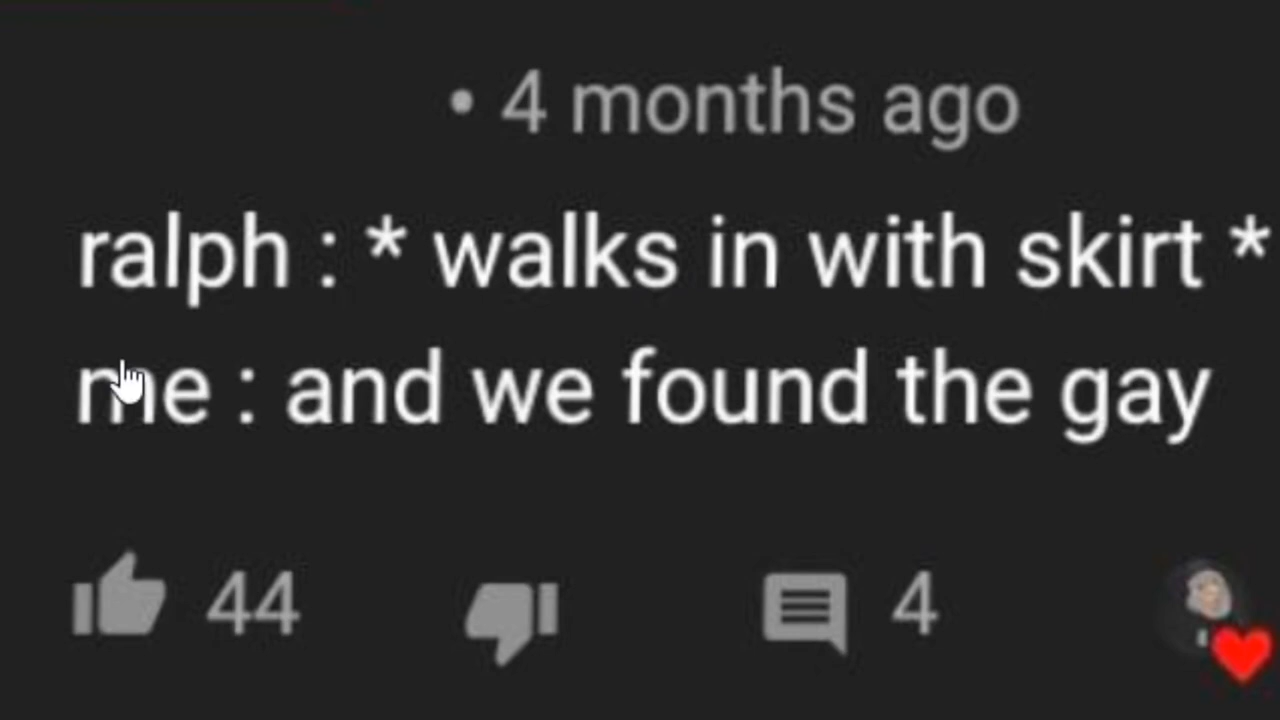 • 4 months ago
ralph : * walks in with skirt *
me : and we found the gay
44 4